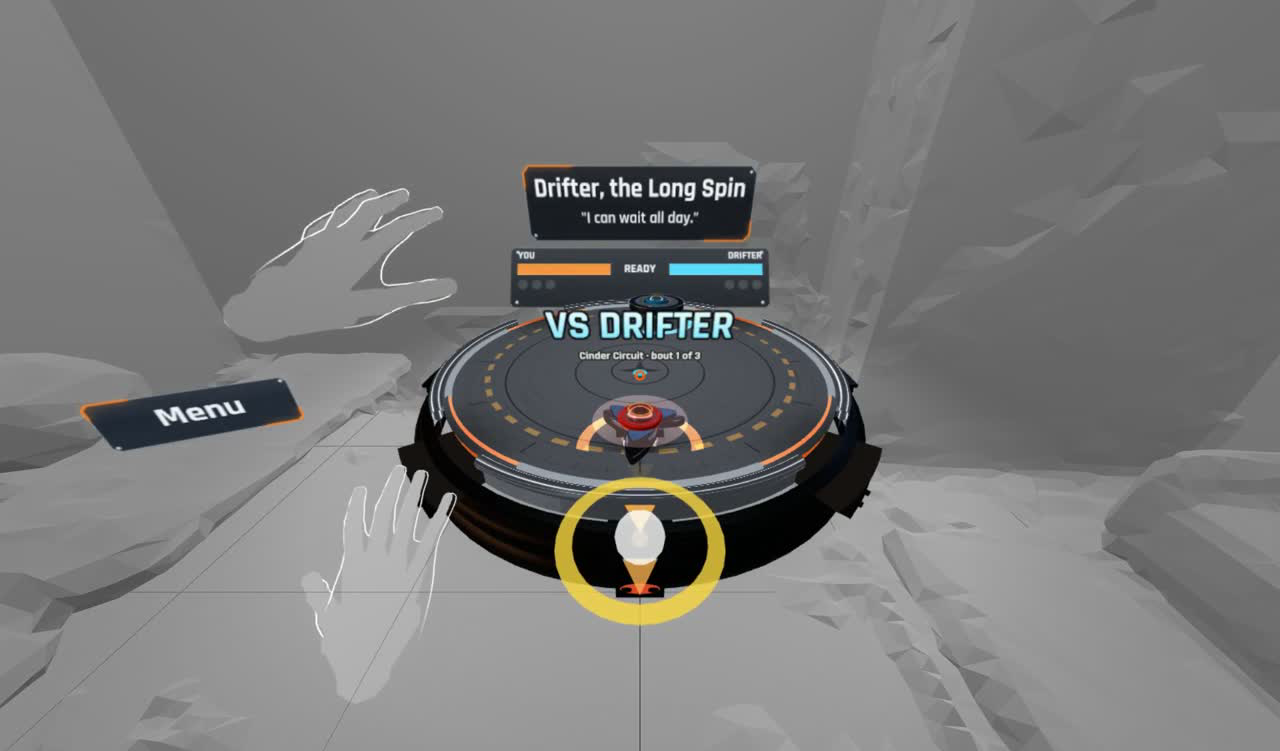 Drifter, the Long Spin
"I can wait all day."
YOU
READY
DRIFTER
VS DRIFTER
Cinder Circuit · bout 1 of 3
Menu